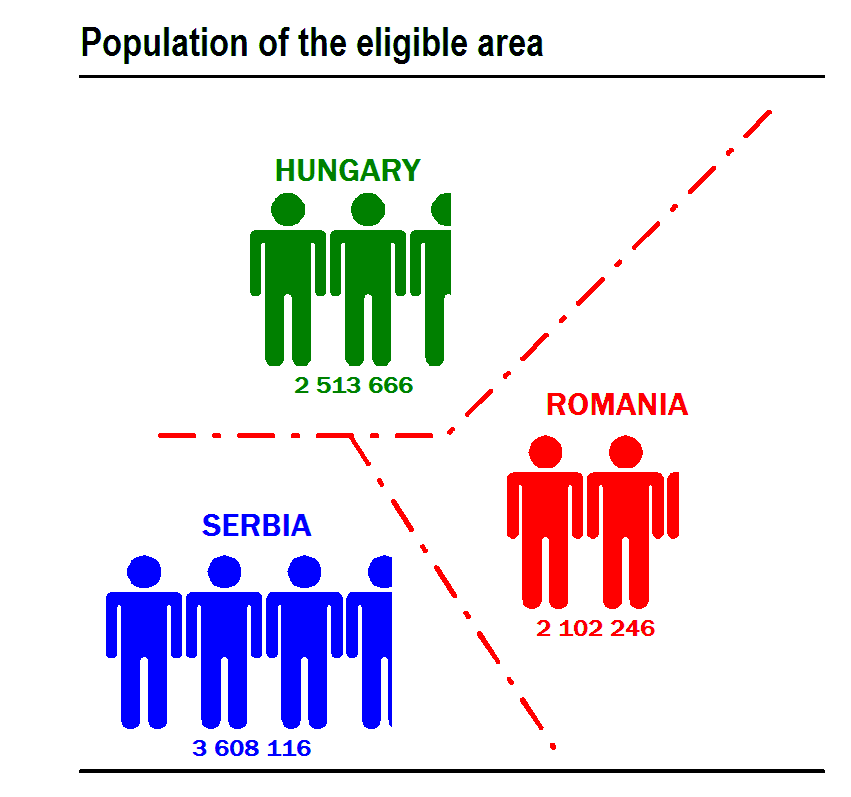 Population of the eligible area
HUNGARY
2 513 666
ROMANIA
2 102 246
SERBIA
3 608 116